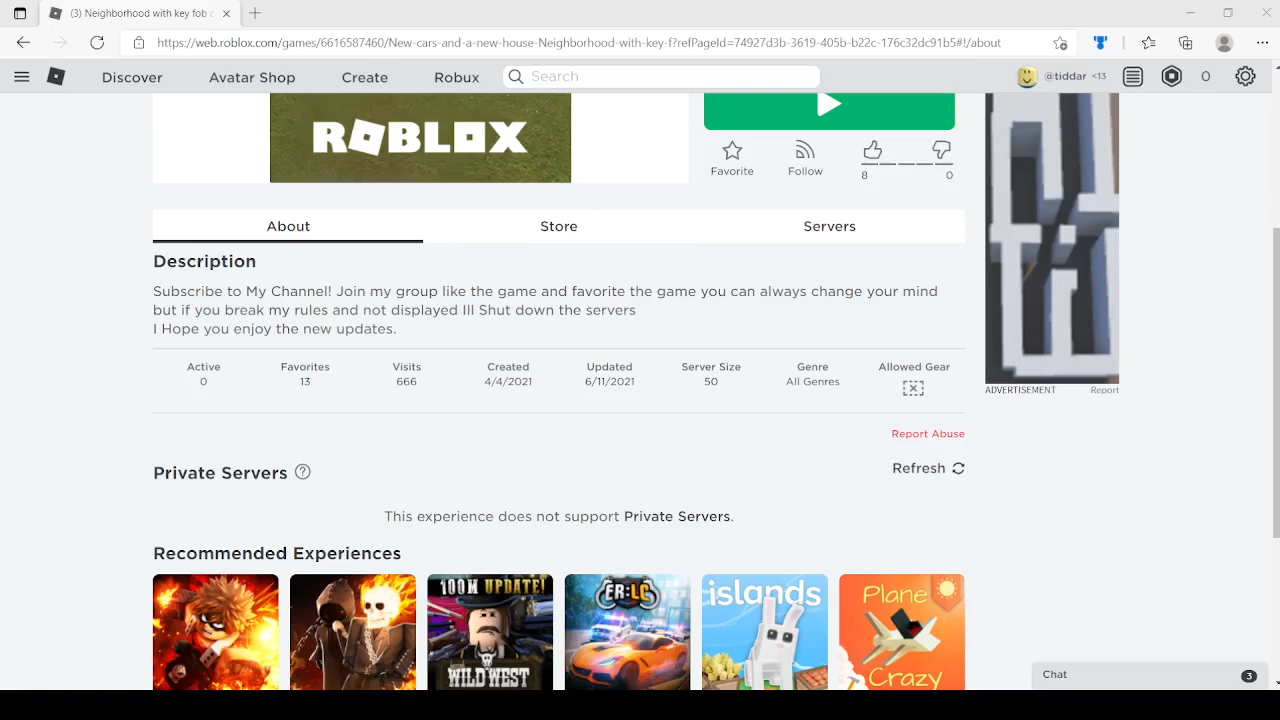 (3) Neighborhood with key fob c
https://web.roblox.com/games/6616587460/New-cars-and-a-new-house-Neighborhood-with-key-f?refPageId=74927d3b-3619-405b-b22c-176c32dc91b5#!/about
Discover Avatar Shop Create Robux Search @tiddar <13 0
ROBLOX
Favorite Follow
8 0
About Store Servers
Description
Subscribe to My Channel! Join my group like the game and favorite the game you can always change your mind
but if you break my rules and not displayed Ill Shut down the servers
I Hope you enjoy the new updates.
Active Favorites Visits Created Updated Server Size Genre Allowed Gear
0 13 666 4/4/2021 6/11/2021 50 All Genres
ADVERTISEMENT Report
Report Abuse
Private Servers Refresh
This experience does not support Private Servers.
Recommended Experiences
100M UPDATE!
WILD WEST
ER:LC
islands
Plane
Crazy
Chat 3